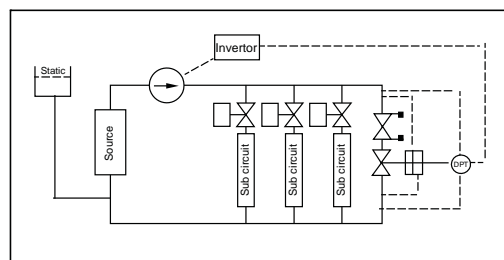 Invertor
Static
Source
Sub circuit
Sub circuit
Sub circuit
DPT